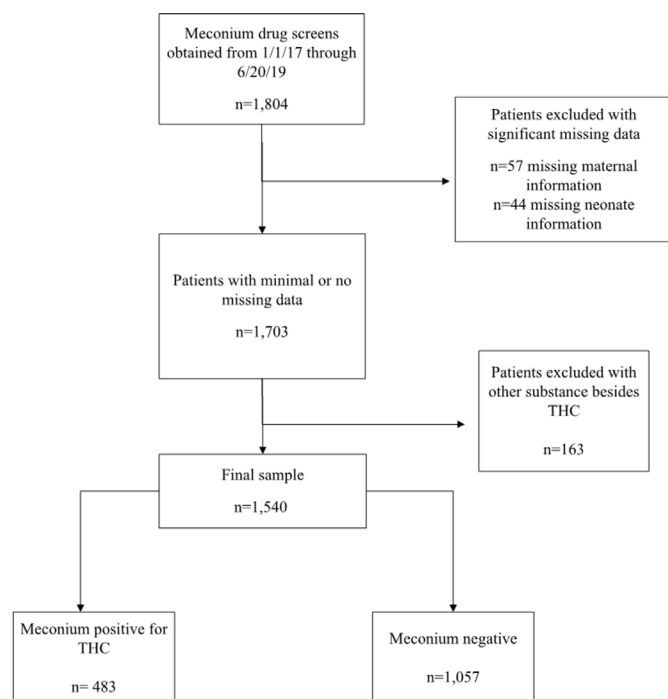 Meconium drug screens
obtained from 1/1/17 through
6/20/19
n=1,804
Patients excluded with
significant missing data
n=57 missing maternal
information
n=44 missing neonate
information
Patients with minimal or no
missing data
n=1,703
Patients excluded with
other substance besides
THC
n=163
Final sample
n=1,540
Meconium positive for
THC
n= 483
Meconium negative
n=1,057